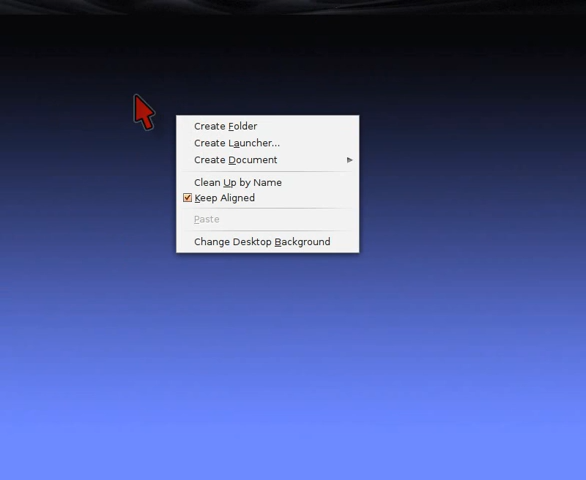 Create Folder
Create Launcher...
Create Document
Clean Up by Name
Keep Aligned
Paste
Change Desktop Background